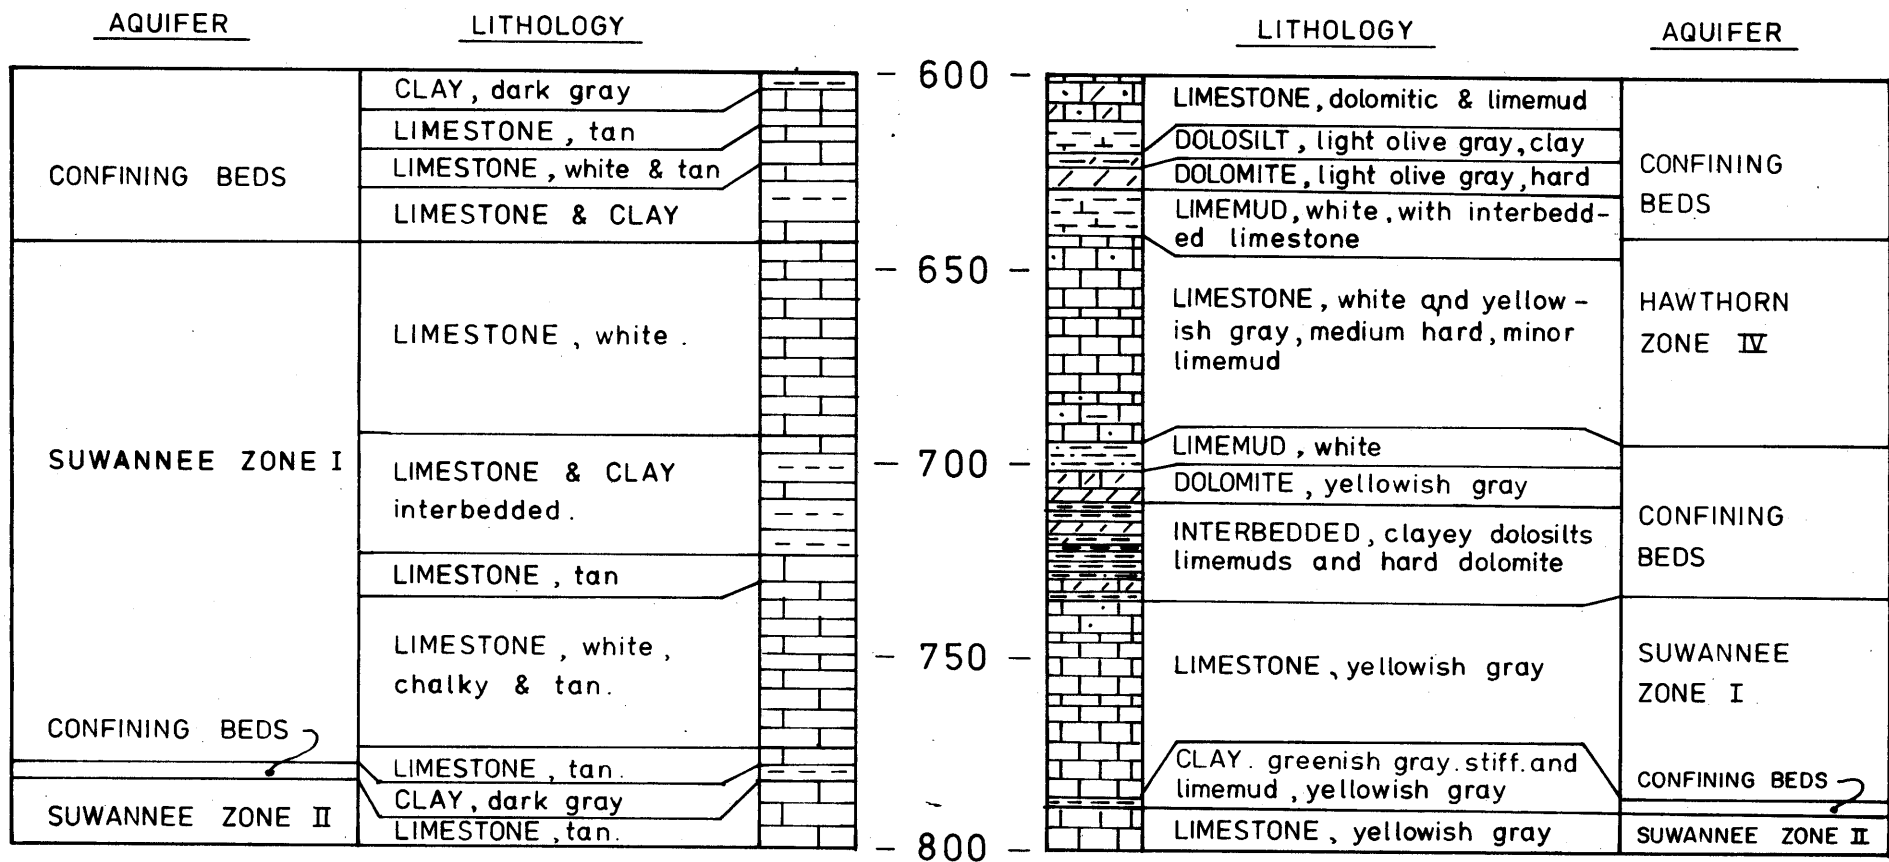 AQUIFER
LITHOLOGY
LITHOLOGY
AQUIFER
CONFINING BEDS
SUWANNEE ZONE I
CONFINING BEDS
SUWANNEE ZONE II
CLAY, dark gray
LIMESTONE, tan
LIMESTONE, white & tan
LIMESTONE & CLAY
LIMESTONE, white.
LIMESTONE & CLAY
interbedded.
LIMESTONE, tan
LIMESTONE, white,
chalky & tan.
LIMESTONE, tan.
CLAY, dark gray
LIMESTONE, tan.
– 600 –
– 650 –
– 700 –
– 750 –
– 800 –
LIMESTONE, dolomitic & limemud
DOLOSILT, light olive gray, clay
DOLOMITE, light olive gray, hard
LIMEMUD, white, with interbedd-
ed limestone
LIMESTONE, white and yellow-
ish gray, medium hard, minor
limemud
LIMEMUD, white
DOLOMITE, yellowish gray
INTERBEDDED, clayey dolosilts
limemuds and hard dolomite
LIMESTONE, yellowish gray
CLAY. greenish gray. stiff. and
limemud, yellowish gray
LIMESTONE, yellowish gray
CONFINING
BEDS
HAWTHORN
ZONE IV
CONFINING
BEDS
SUWANNEE
ZONE I
CONFINING BEDS
SUWANNEE ZONE II